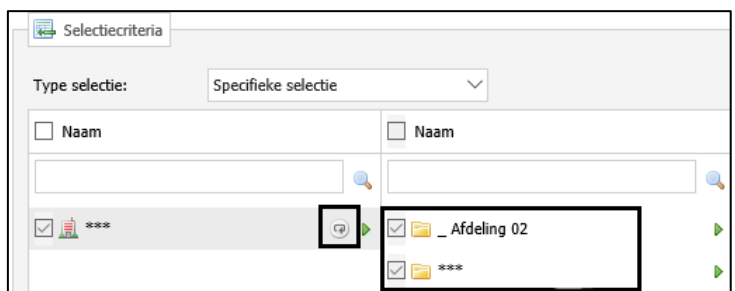 Selectiecriteria
Type selectie: Specifieke selectie
Naam Naam
*** _ Afdeling 02
***